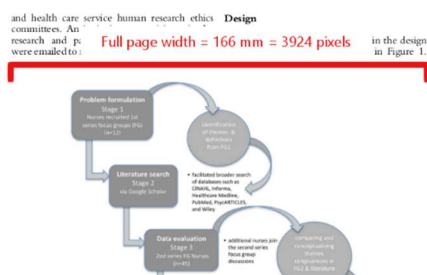 and health care service human research ethics
committees. An
research and pa
were emailed to
Design
in the design
in Figure 1.
Full page width = 166 mm = 3924 pixels
Problem formulation
Stage 1
Nurses recruited 1st
series focus groups (FG)
(n=12)
Identification
of themes &
definitions
from FG1
Literature search
Stage 2
via Google Scholar
• facilitated broader search
of databases such as
CINAHL, Informa,
Healthcare Medline,
PubMed, PsycARTICLES,
and Wiley
Data evaluation
Stage 3
2nd series FG Nurses
(n=45)
• additional nurses join
the second series
focus group
discussions
Comparing and
conceptualising
themes
congruences in
FG2 & literature